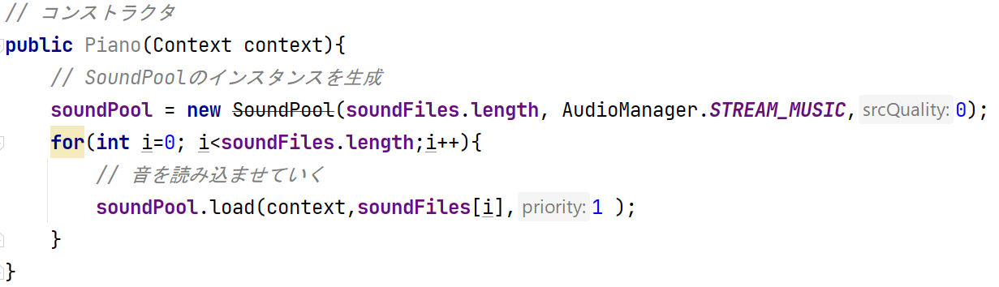 // コンストラクタ
public Piano(Context context){
// SoundPoolのインスタンスを生成
soundPool = new SoundPool(soundFiles.length, AudioManager.STREAM_MUSIC, srcQuality: 0);
for(int i=0; i<soundFiles.length;i++){
// 音を読み込ませていく
soundPool.load(context,soundFiles[i], priority: 1 );
}
}